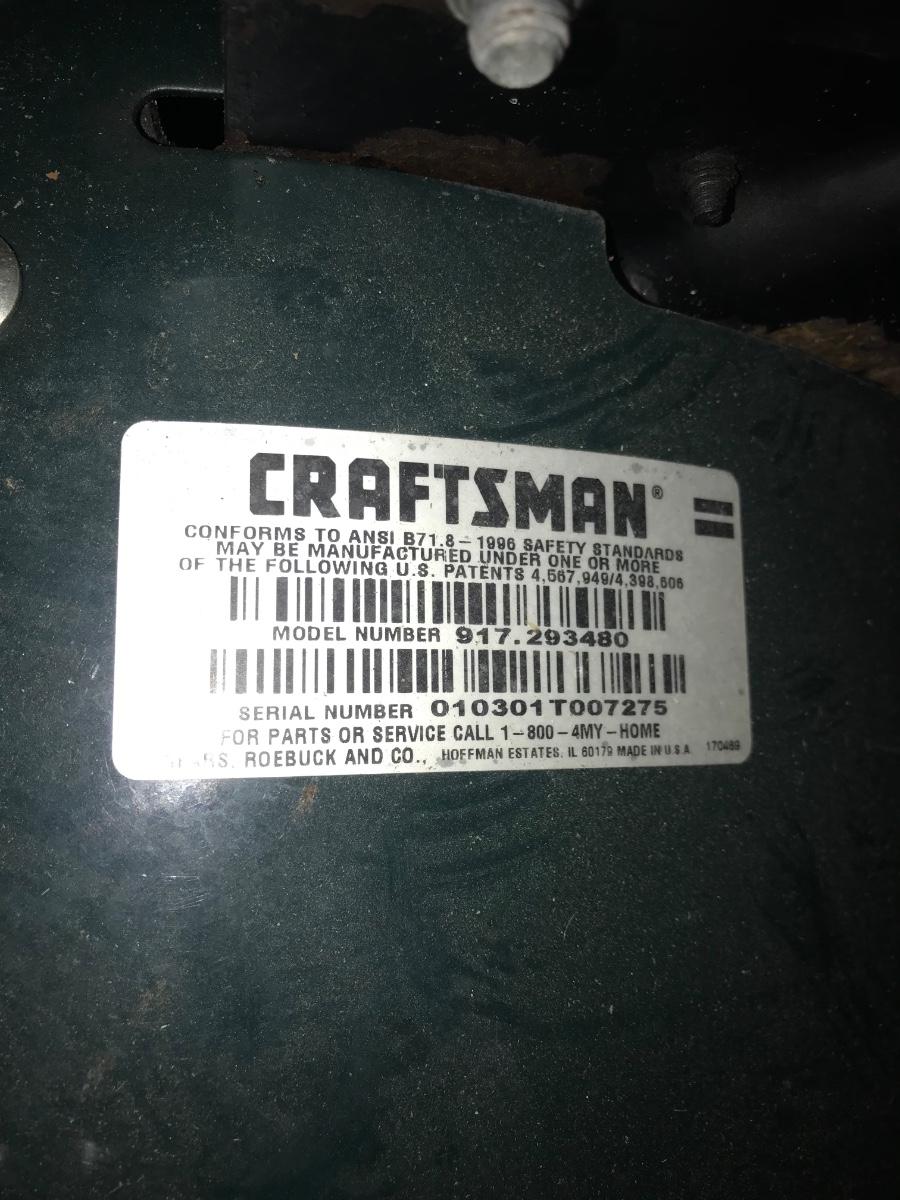 CRAFTSMAN®
CONFORMS TO ANSI B71.8-1996 SAFETY STANDARDS
MAY BE MANUFACTURED UNDER ONE OR MORE
OF THE FOLLOWING U.S. PATENTS 4,567,949/4,398,606
MODEL NUMBER 917.293480
SERIAL NUMBER 010301T007275
FOR PARTS OR SERVICE CALL 1-800-4MY-HOME
ROEBUCK AND CO., HOFFMAN ESTATES, IL 60179 MADE IN U.S.A. 170489